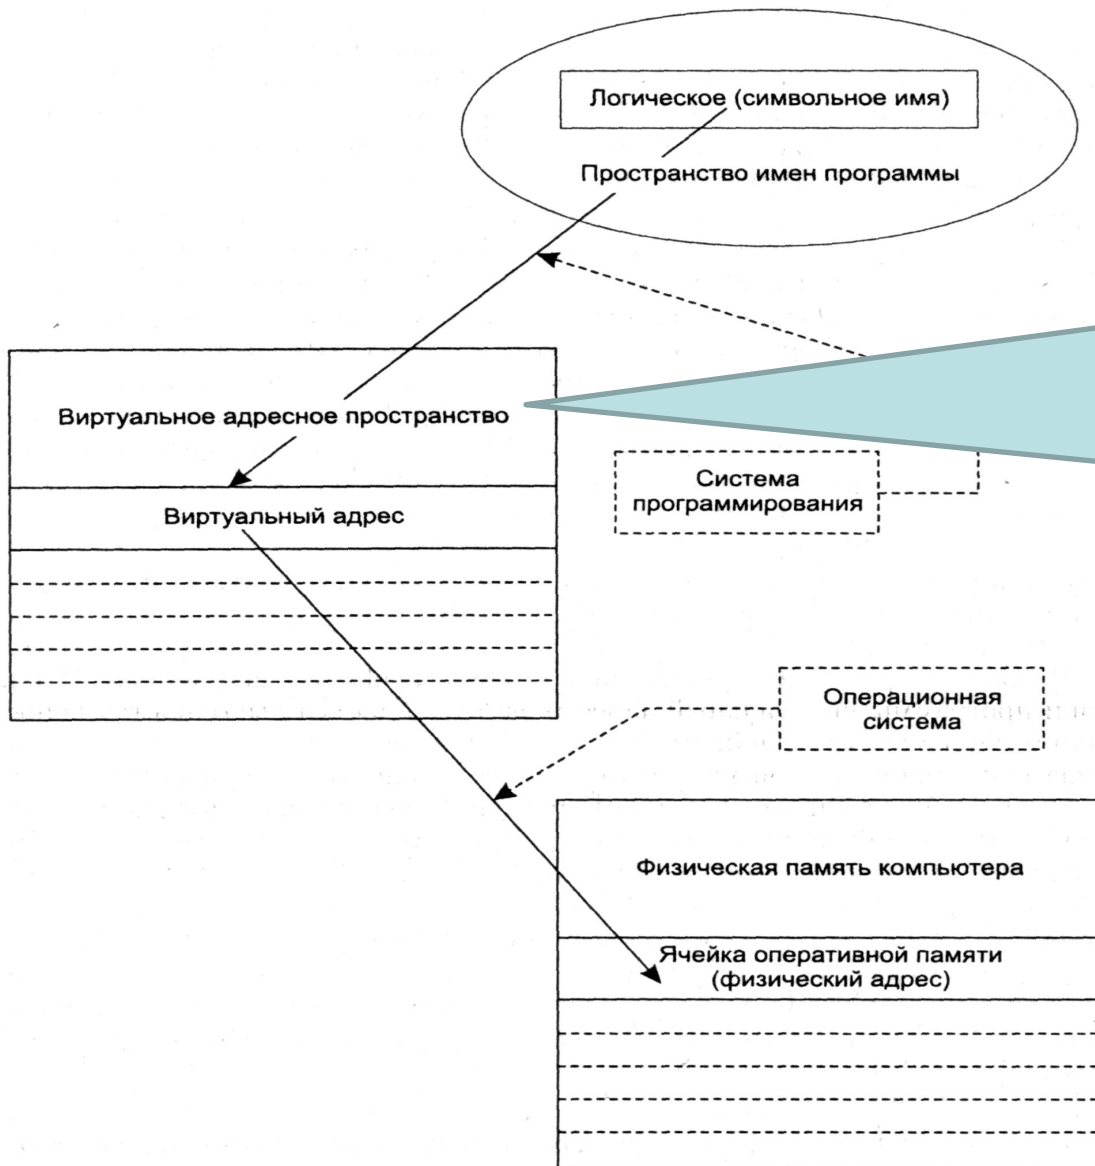 Логическое (символьное имя)
Пространство имен программы
Виртуальное адресное пространство
Система
программирования
Виртуальный адрес
Операционная
система
Физическая память компьютера
Ячейка оперативной памяти
(физический адрес)